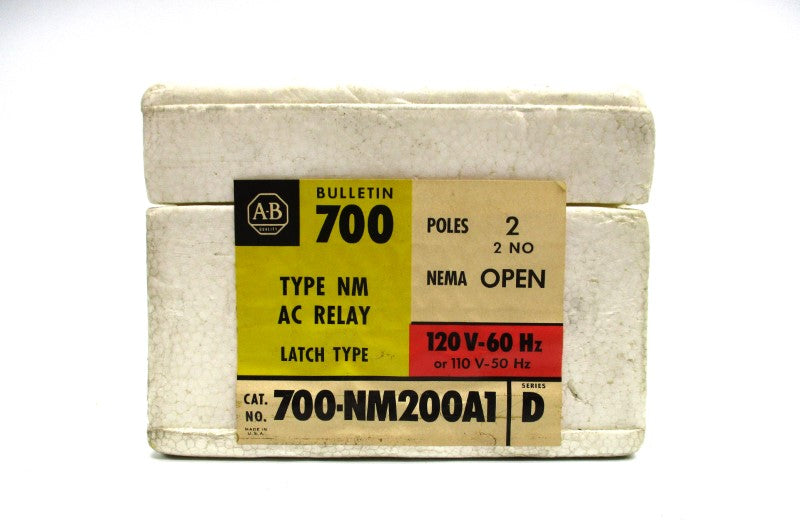 A-B
QUALITY
BULLETIN
700
TYPE NM
AC RELAY
LATCH TYPE
POLES 2
2 NO
NEMA OPEN
120 V-60 Hz
or 110 V-50 Hz
CAT. NO. 700-NM200A1
SERIES
D
MADE IN
U.S.A.